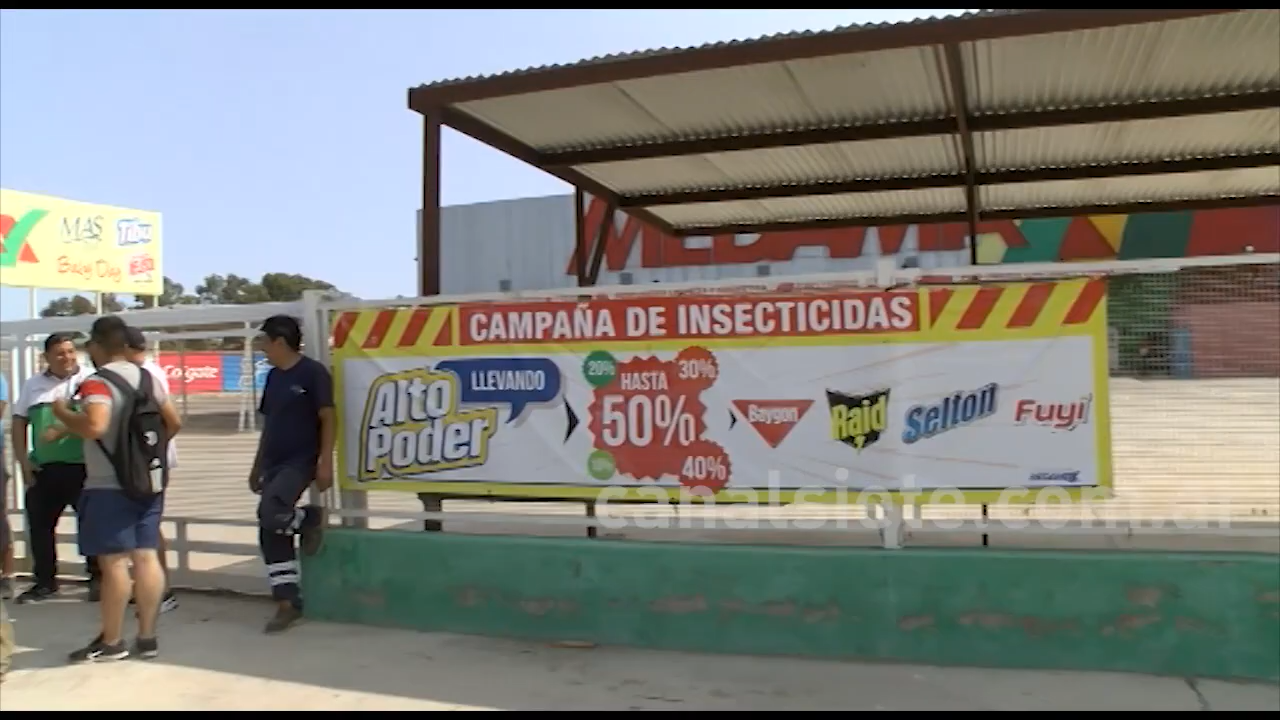 MAS
Baby Day
Colgate
CAMPAÑA DE INSECTICIDAS
Alto
Poder
LLEVANDO
20%
HASTA
30%
50%
40%
Baygon
Raid
Selton
Fuyi
canalsiete.com.ar